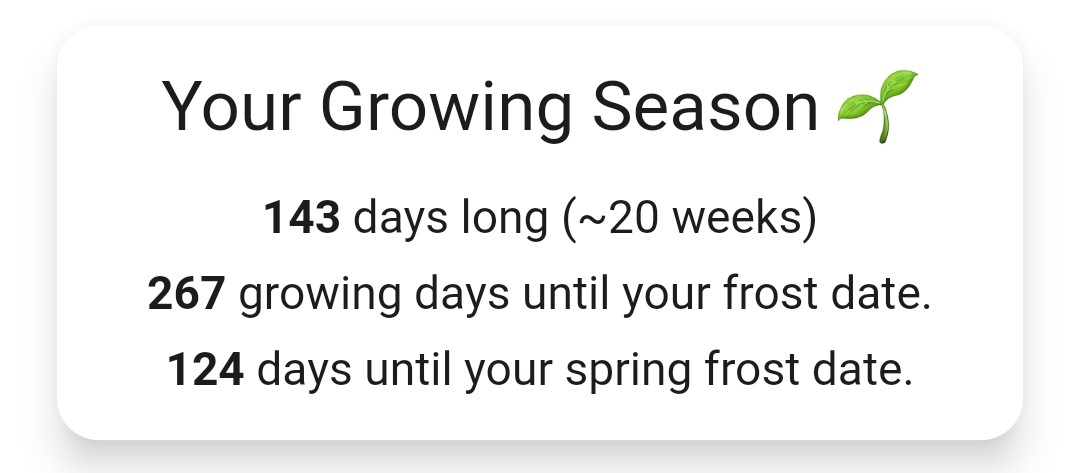 Your Growing Season 🌱
143 days long (~20 weeks)
267 growing days until your frost date.
124 days until your spring frost date.